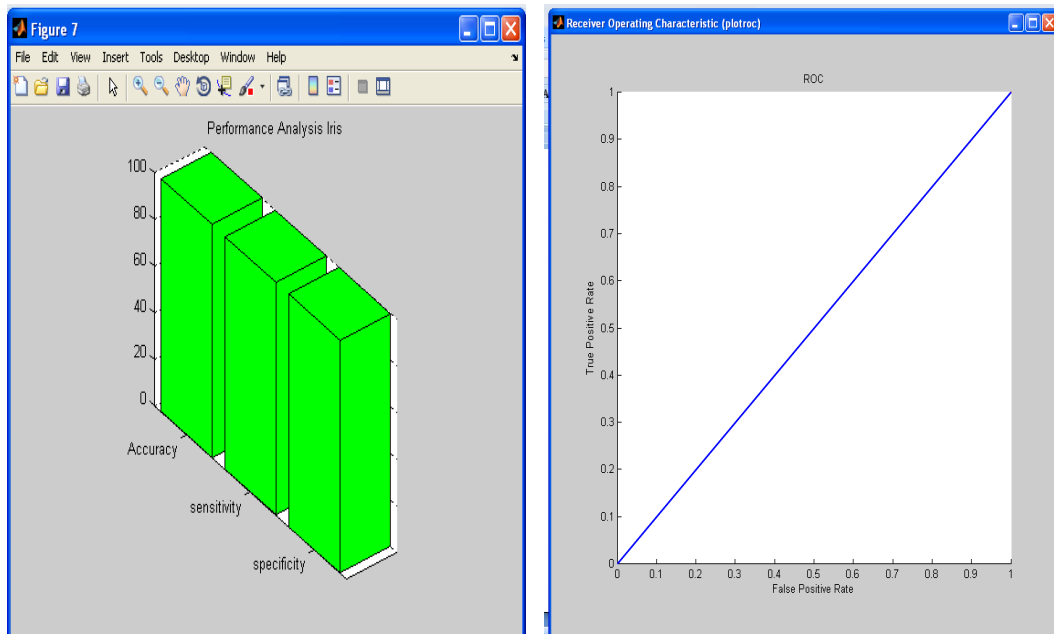 Figure 7
File Edit View Insert Tools Desktop Window Help
Performance Analysis Iris
100
80
60
40
20
0
Accuracy
sensitivity
specificity
Receiver Operating Characteristic (plotroc)
ROC
1
0.9
0.8
0.7
0.6
0.5
0.4
0.3
0.2
0.1
0
True Positive Rate
0 0.1 0.2 0.3 0.4 0.5 0.6 0.7 0.8 0.9 1
False Positive Rate